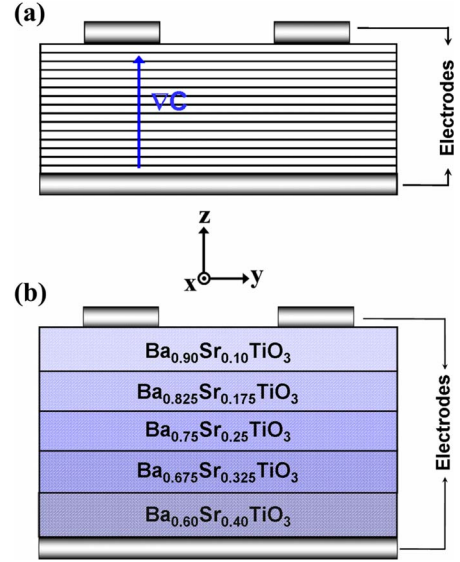 (a)
∇C
Electrodes
z
x
y
(b)
Ba0.90Sr0.10TiO3
Ba0.825Sr0.175TiO3
Ba0.75Sr0.25TiO3
Ba0.675Sr0.325TiO3
Ba0.60Sr0.40TiO3
Electrodes